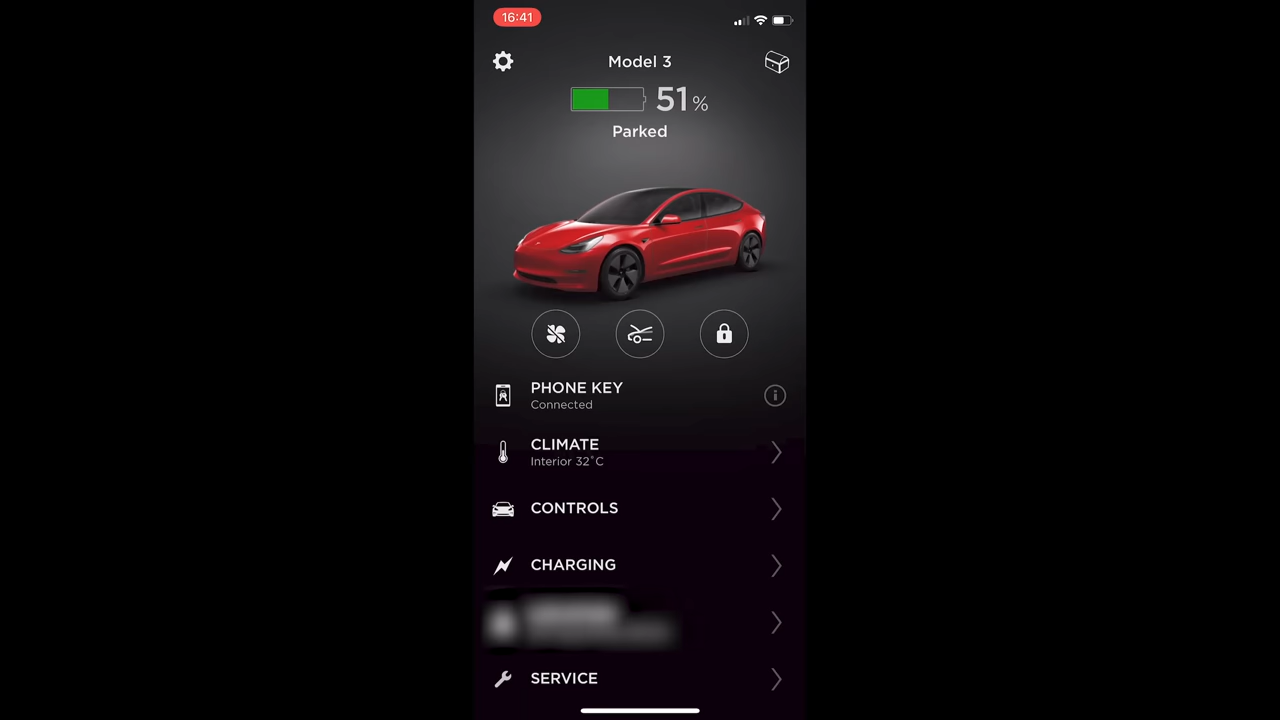 16:41
Model 3
51%
Parked
PHONE KEY
Connected
CLIMATE
Interior 32°C
CONTROLS
CHARGING
SERVICE